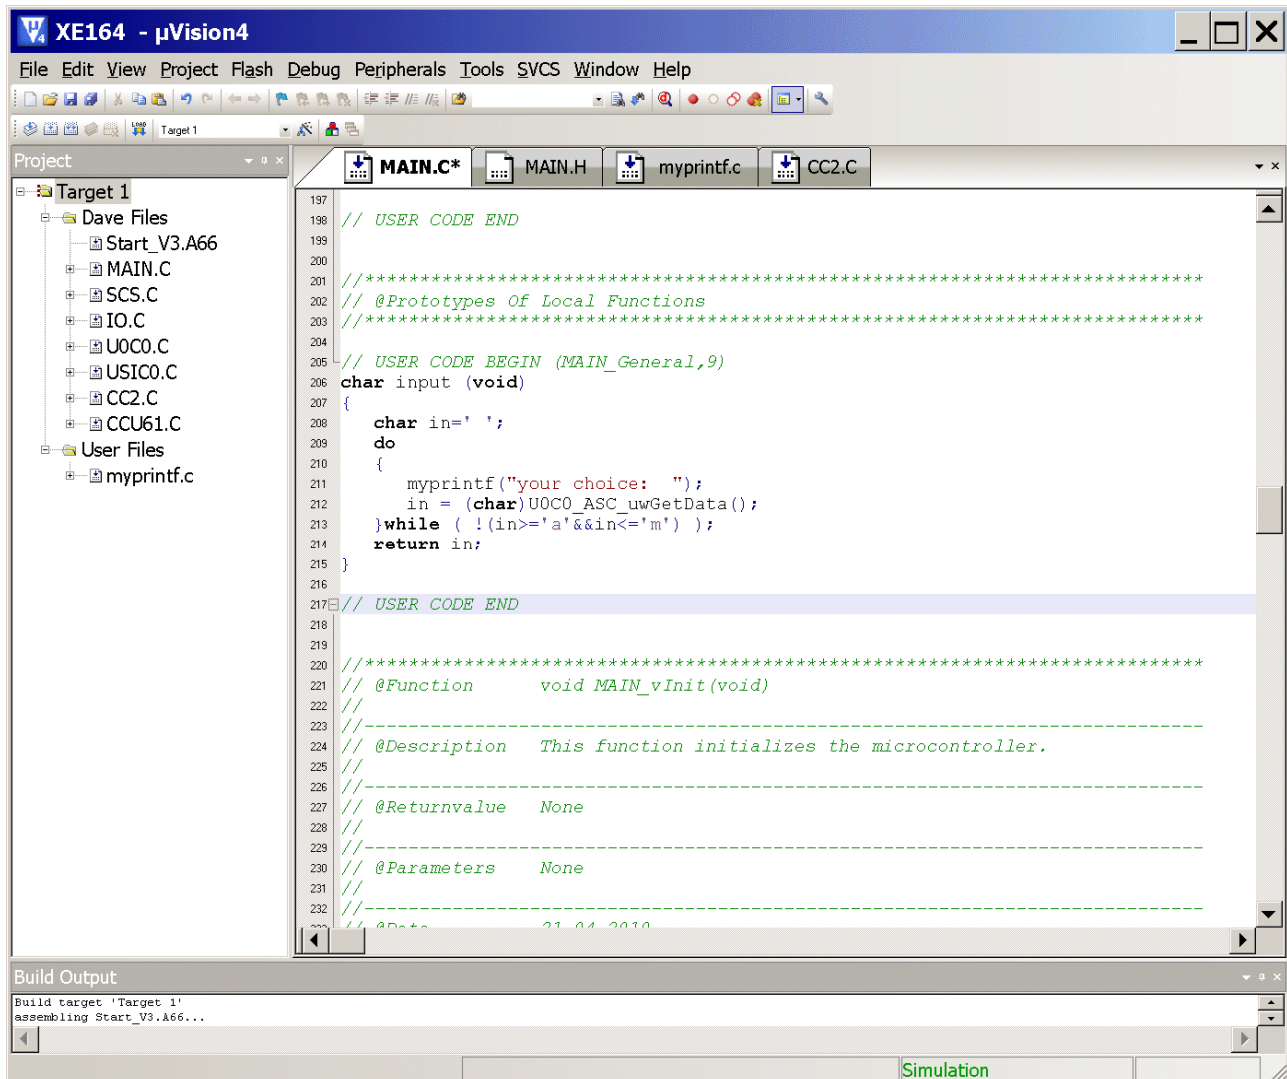 XE164 - µVision4
File Edit View Project Flash Debug Peripherals Tools SVCS Window Help
Target 1
Project
MAIN.C* MAIN.H myprintf.c CC2.C
Target 1
Dave Files
Start_V3.A66
MAIN.C
SCS.C
IO.C
U0C0.C
USIC0.C
CC2.C
CCU61.C
User Files
myprintf.c
197
198 // USER CODE END
199
200
201 //****************************************************************************
202 // @Prototypes Of Local Functions
203 //****************************************************************************
204
205 // USER CODE BEGIN (MAIN_General,9)
206 char input (void)
207 {
208 char in=' ';
209 do
210 {
211 myprintf("your choice:  ");
212 in = (char)U0C0_ASC_uwGetData();
213 }while ( !(in>='a'&&in<='m') );
214 return in;
215 }
216
217 // USER CODE END
218
219
220 //****************************************************************************
221 // @Function void MAIN_vInit(void)
222 //
223 //----------------------------------------------------------------------------
224 // @Description This function initializes the microcontroller.
225 //
226 //----------------------------------------------------------------------------
227 // @Returnvalue None
228 //
229 //----------------------------------------------------------------------------
230 // @Parameters None
231 //
232 //----------------------------------------------------------------------------
233 // @Date 21.04.2010
Build Output
Build target 'Target 1'
assembling Start_V3.A66...
Simulation